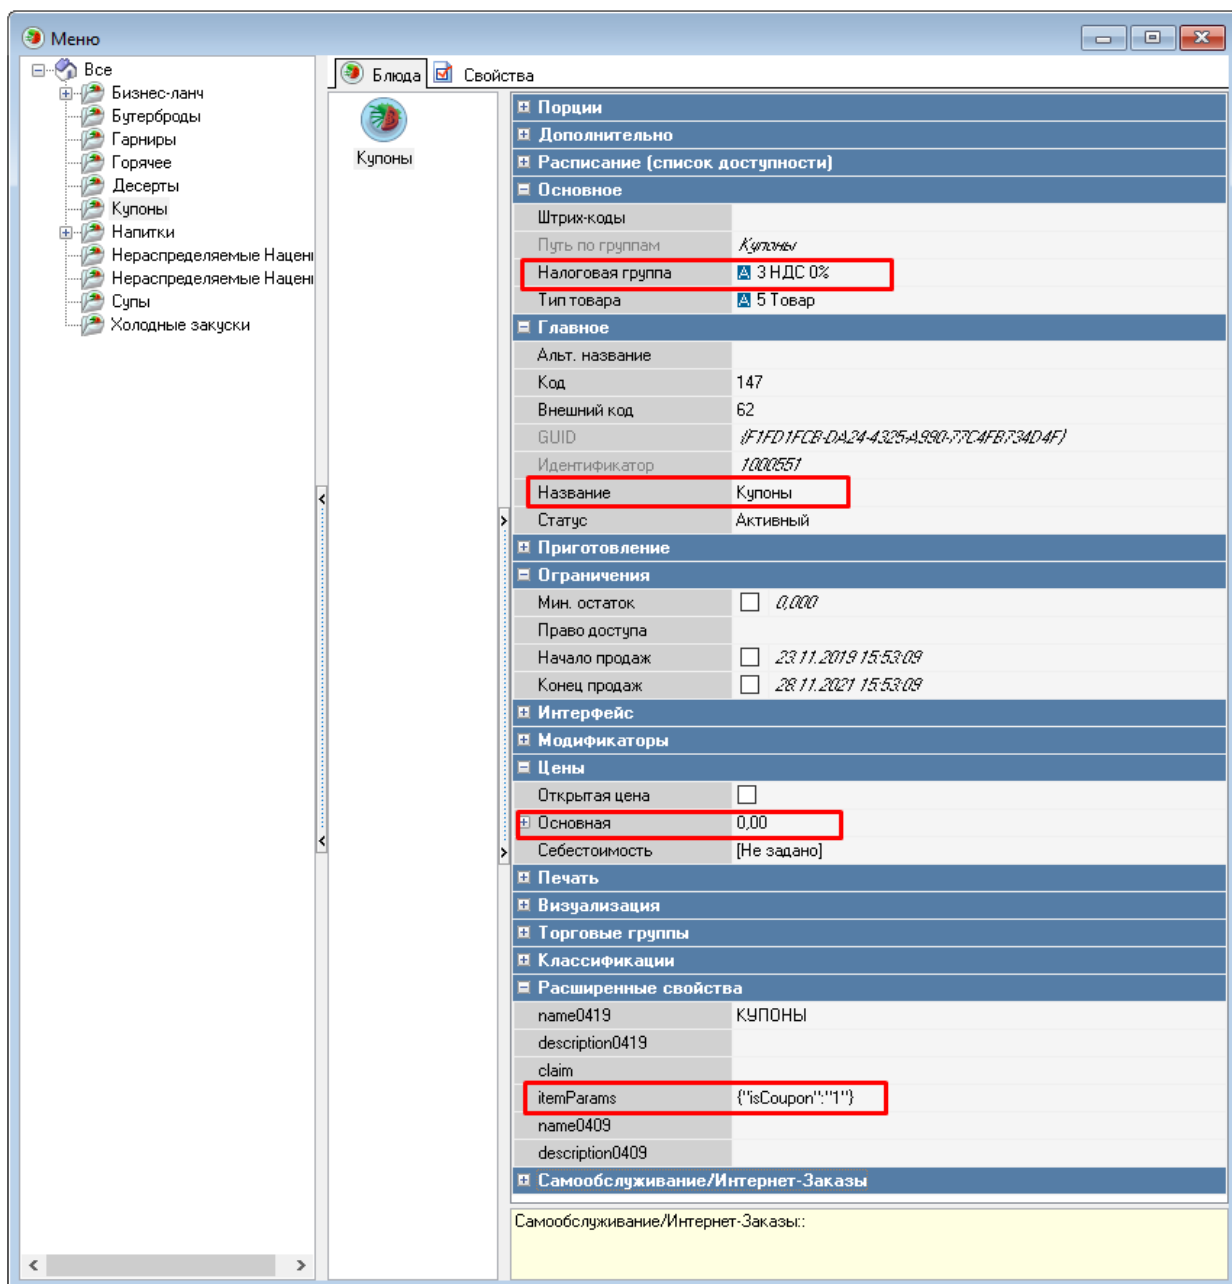 Меню
Все
Бизнес-ланч
Бутерброды
Гарниры
Горячее
Десерты
Купоны
Напитки
Нераспределяемые Нацен
Нераспределяемые Нацен
Супы
Холодные закуски
Блюда Свойства
Купоны
Порции
Дополнительно
Расписание (список доступности)
Основное
Штрих-коды
Путь по группам Купоны
Налоговая группа A 3 НДС 0%
Тип товара A 5 Товар
Главное
Альт. название
Код 147
Внешний код 62
GUID {F1FD1FCB-DA24-4325-A990-77C4FB734D4F}
Идентификатор 1000551
Название Купоны
Статус Активный
Приготовление
Ограничения
Мин. остаток 0,000
Право доступа
Начало продаж 23.11.2019 15:53:09
Конец продаж 28.11.2021 15:53:09
Интерфейс
Модификаторы
Цены
Открытая цена
Основная 0,00
Себестоимость [Не задано]
Печать
Визуализация
Торговые группы
Классификации
Расширенные свойства
name0419 КУПОНЫ
description0419
claim
itemParams {"isCoupon":"1"}
name0409
description0409
Самообслуживание/Интернет-Заказы
Самообслуживание/Интернет-Заказы::